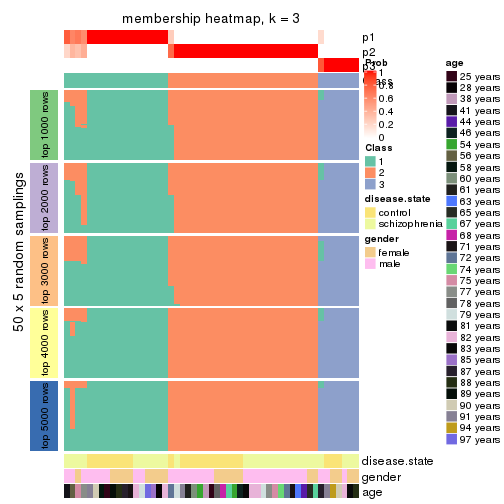 membership heatmap, k = 3
p1
p2
p3
50 x 5 random samplings
top 1000 rows
top 2000 rows
top 3000 rows
top 4000 rows
top 5000 rows
disease.state
gender
age
Prob
1
0.8
0.6
0.4
0.2
0
Class
Class
1
2
3
disease.state
control
schizophrenia
gender
female
male
age
25 years
28 years
38 years
41 years
44 years
46 years
54 years
56 years
58 years
60 years
61 years
63 years
65 years
67 years
68 years
71 years
72 years
74 years
75 years
77 years
78 years
79 years
81 years
82 years
83 years
85 years
87 years
88 years
89 years
90 years
91 years
94 years
97 years